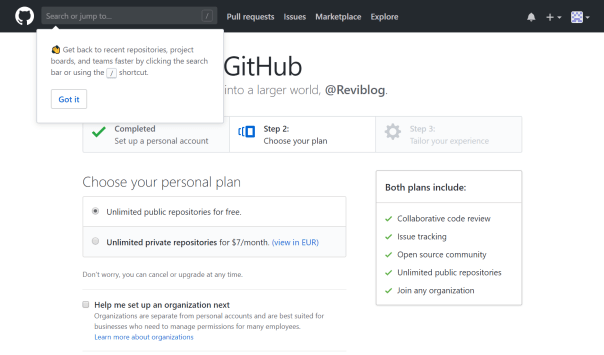 Search or jump to... /
Pull requests Issues Marketplace Explore
Get back to recent repositories, project
boards, and teams faster by clicking the search
bar or using the / shortcut.
Got it
GitHub
into a larger world, @Reviblog.
Completed
Set up a personal account
Step 2:
Choose your plan
Step 3:
Tailor your experience
Choose your personal plan
Unlimited public repositories for free.
Unlimited private repositories for $7/month. (view in EUR)
Don't worry, you can cancel or upgrade at any time.
Help me set up an organization next
Organizations are separate from personal accounts and are best suited for
businesses who need to manage permissions for many employees.
Learn more about organizations
Both plans include:
Collaborative code review
Issue tracking
Open source community
Unlimited public repositories
Join any organization